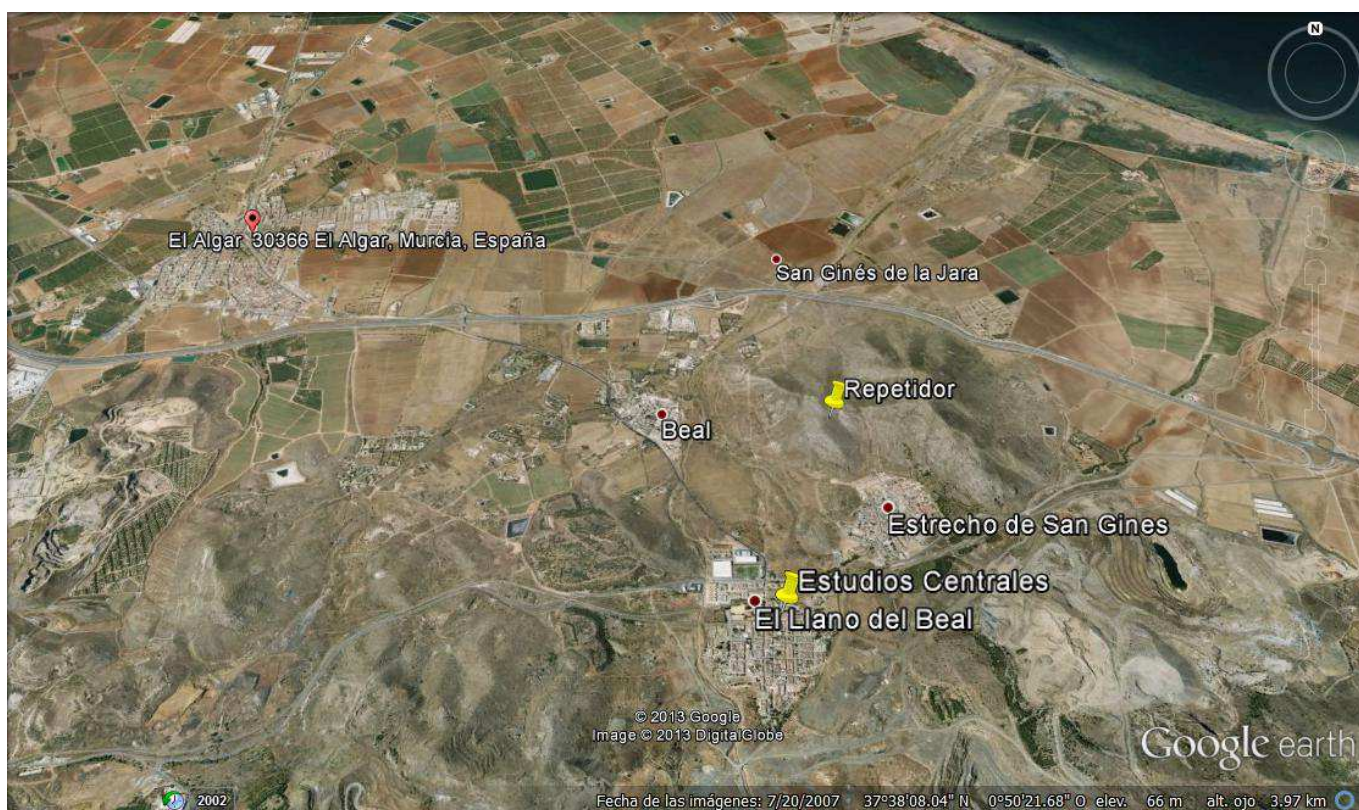 N
El Algar, 30366 El Algar, Murcia, España
San Ginés de la Jara
Repetidor
Beal
Estrecho de San Gines
Estudios Centrales
El Llano del Beal
© 2013 Google
Image © 2013 DigitalGlobe
Google earth
2002
Fecha de las imágenes: 7/20/2007 37°38'08.04" N 0°50'21.68" O elev. 66 m alt. ojo 3.97 km